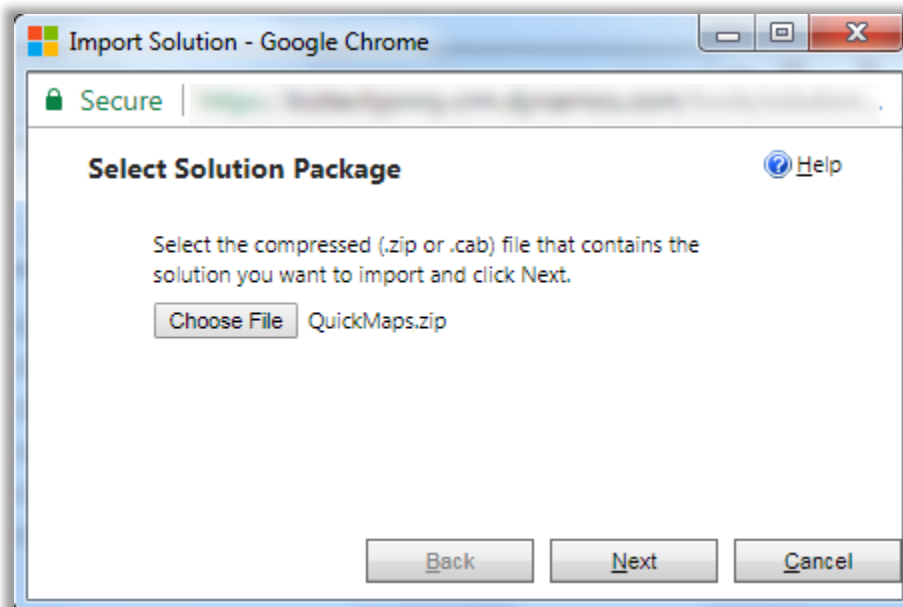 Import Solution - Google Chrome
Secure
Select Solution Package
Help
Select the compressed (.zip or .cab) file that contains the
solution you want to import and click Next.
Choose File QuickMaps.zip
Back Next Cancel